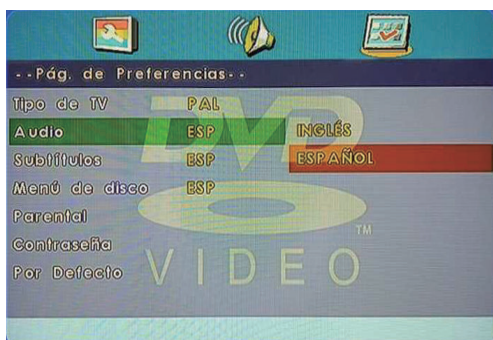 --Pág. de Preferencias--
Tipo de TV PAL
Audio ESP INGLÉS
Subtítulos ESP ESPAÑOL
Menú de disco ESP
Parental
Contraseña
Por Defecto
DVD
TM
VIDEO